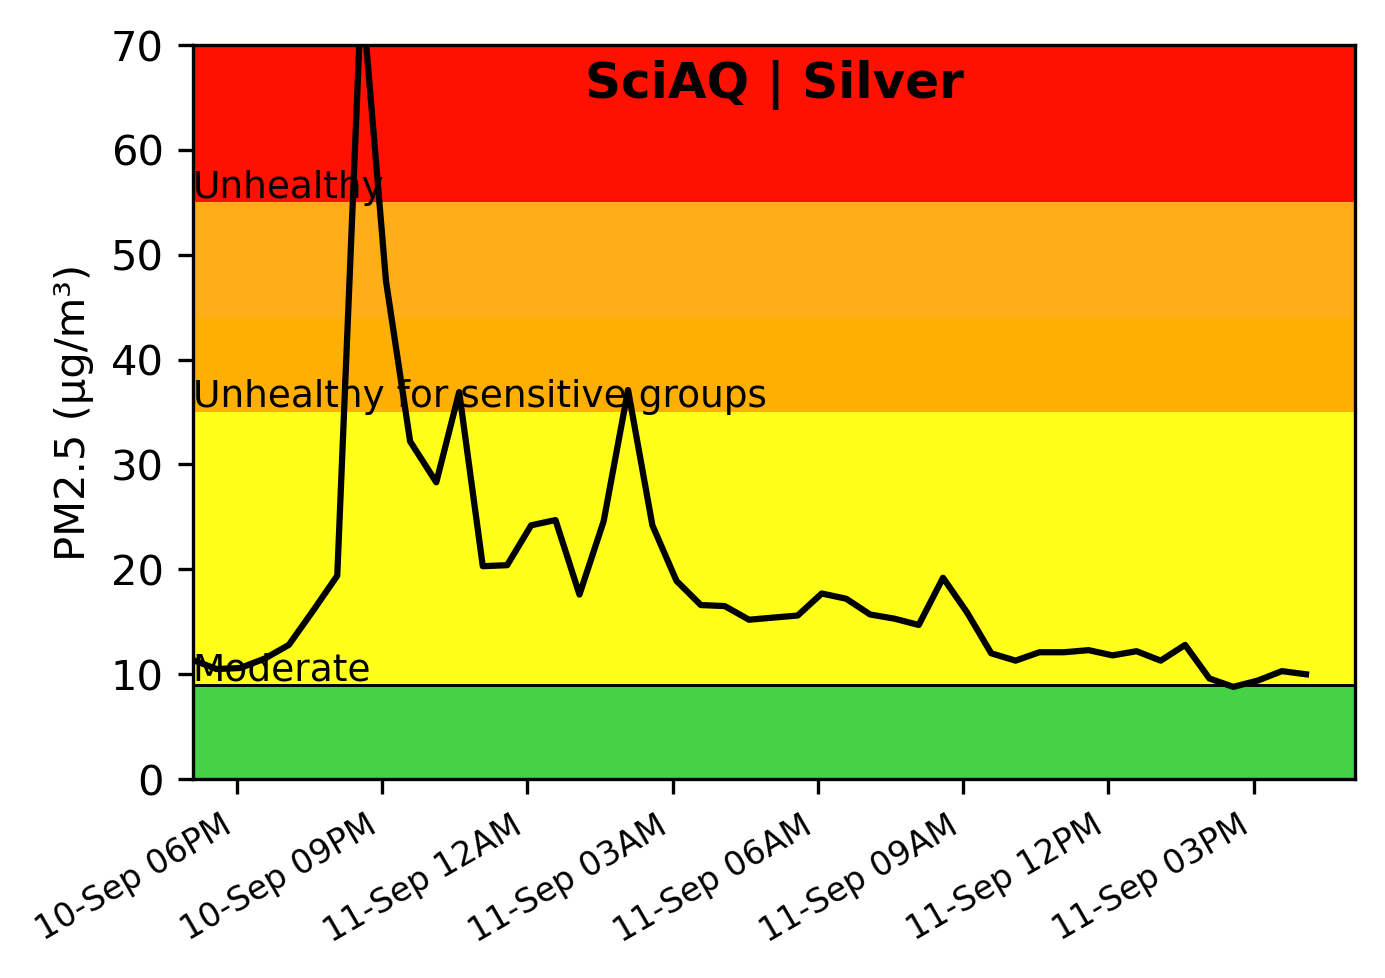 SciAQ | Silver
PM2.5 (µg/m³)
70
60
50
40
30
20
10
0
Unhealthy
Unhealthy for sensitive groups
Moderate
10-Sep 06PM
10-Sep 09PM
11-Sep 12AM
11-Sep 03AM
11-Sep 06AM
11-Sep 09AM
11-Sep 12PM
11-Sep 03PM